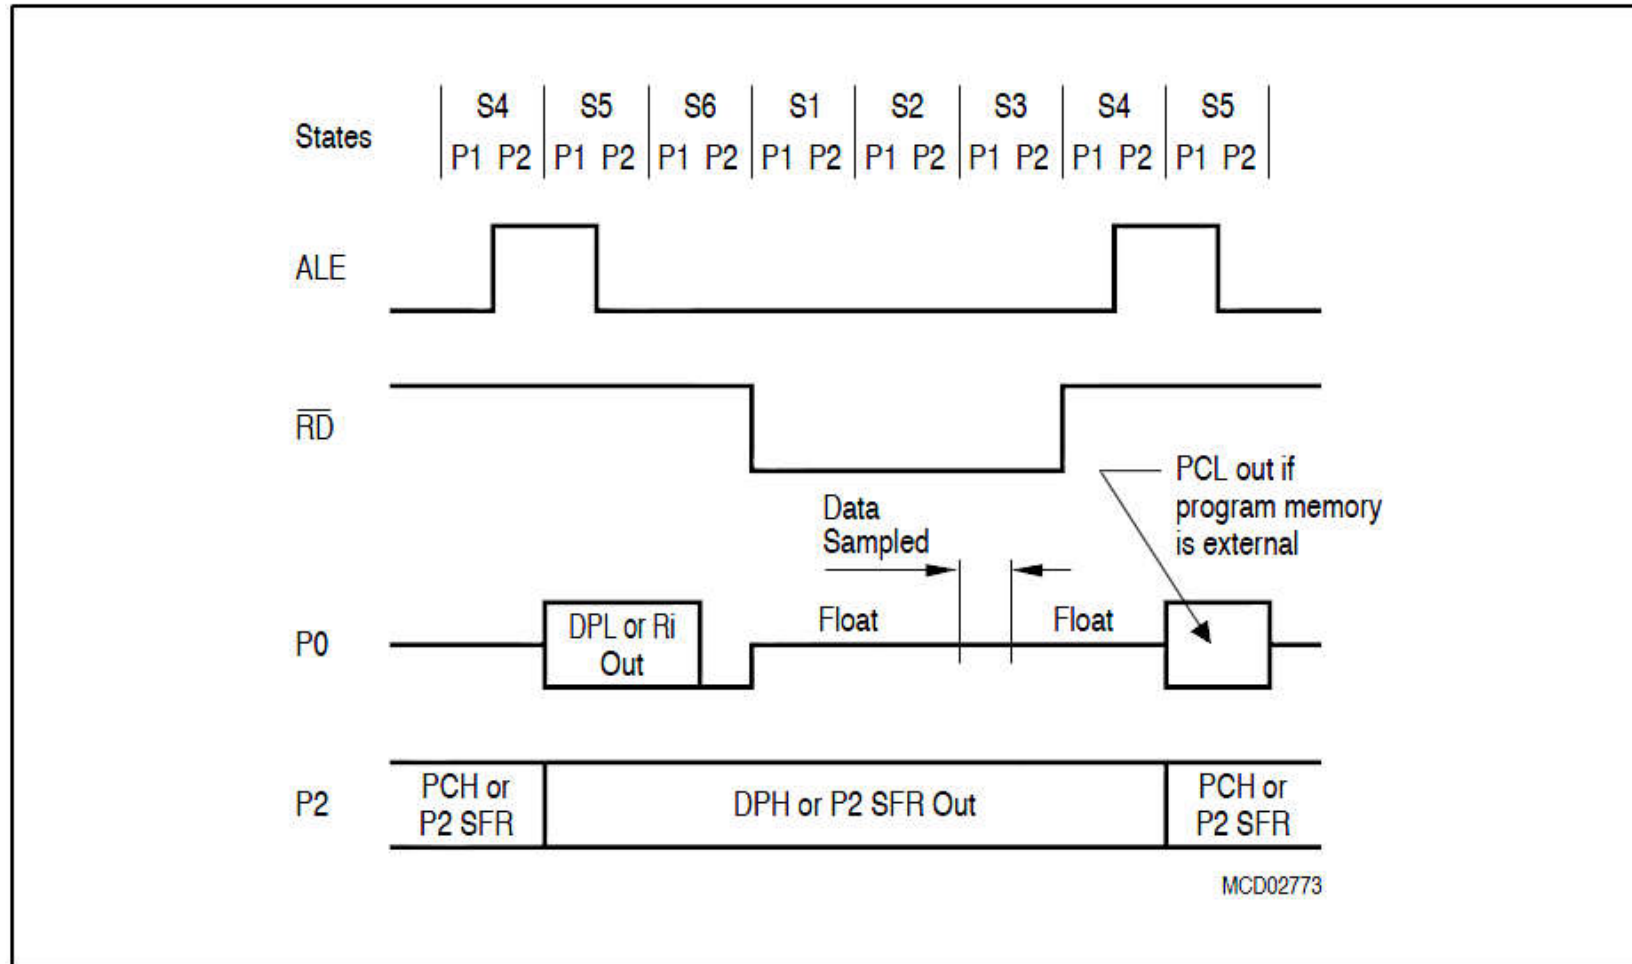 S4 S5 S6 S1 S2 S3 S4 S5
States
P1 P2 P1 P2 P1 P2 P1 P2 P1 P2 P1 P2 P1 P2 P1 P2
ALE
RD
PCL out if
program memory
is external
Data
Sampled
Float Float
P0
DPL or Ri
Out
P2
PCH or
P2 SFR
DPH or P2 SFR Out
PCH or
P2 SFR
MCD02773